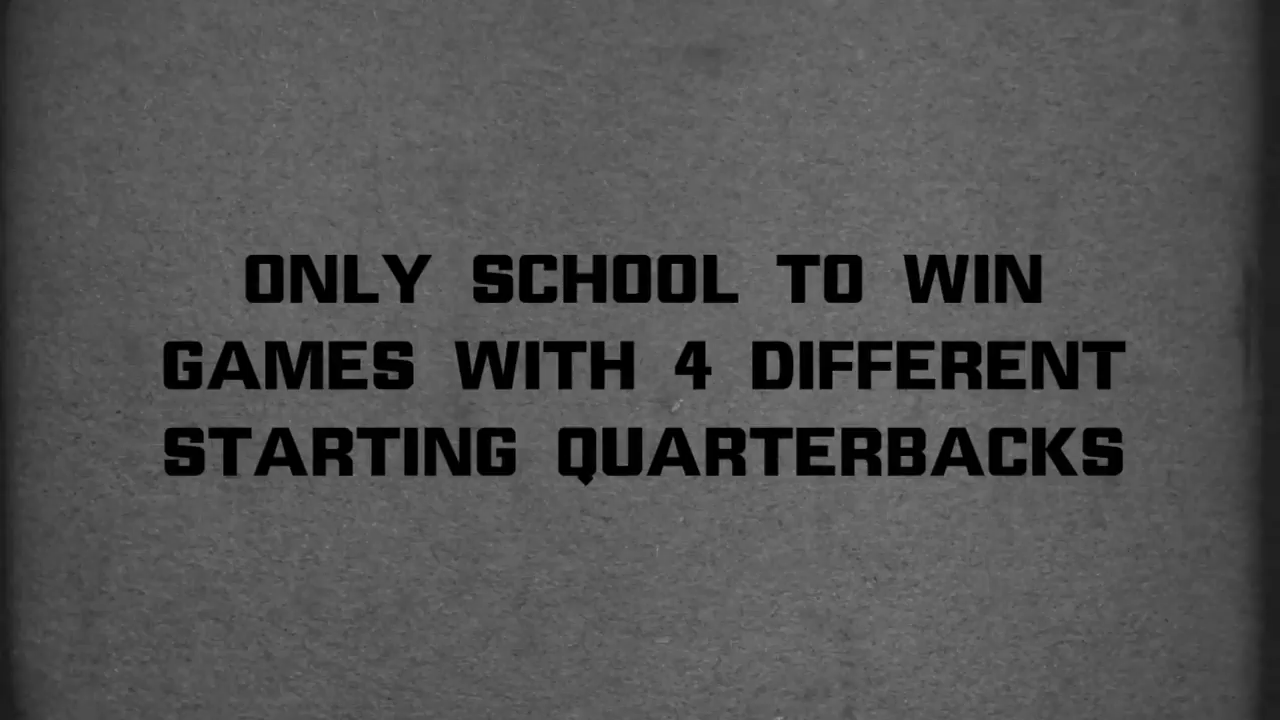 ONLY SCHOOL TO WIN
GAMES WITH 4 DIFFERENT
STARTING QUARTERBACKS